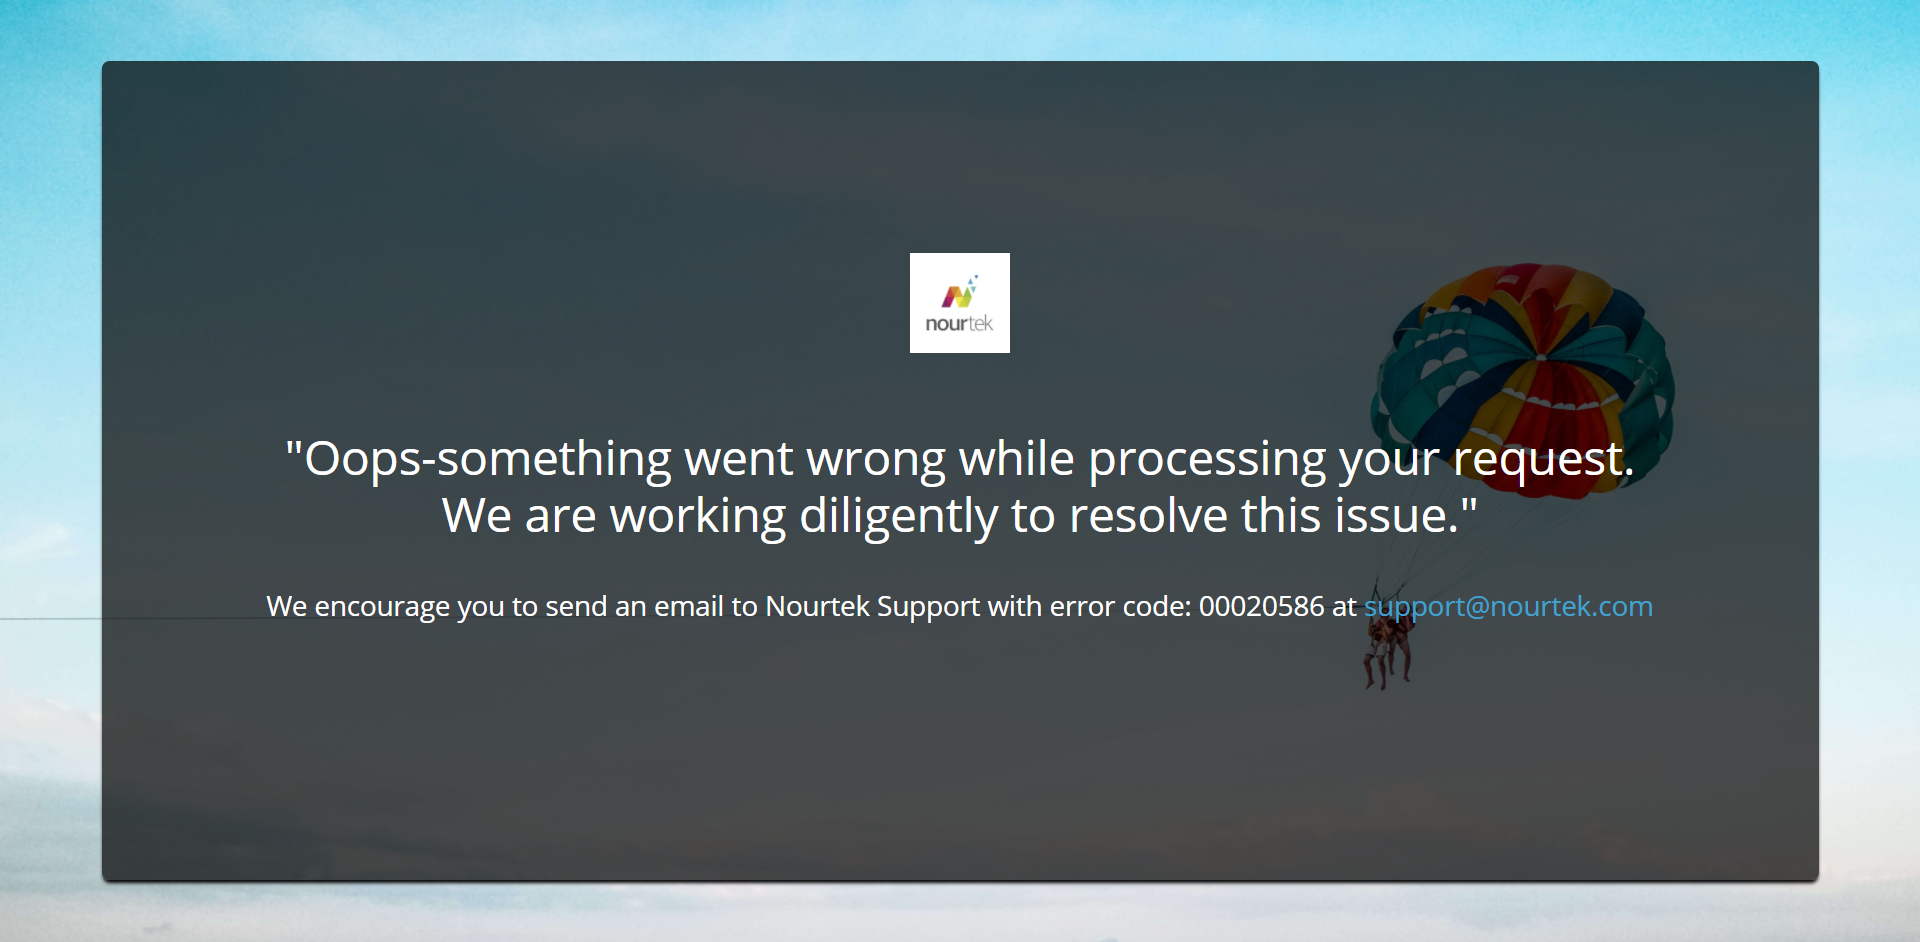 nourtek
"Oops-something went wrong while processing your request.
We are working diligently to resolve this issue."
We encourage you to send an email to Nourtek Support with error code: 00020586 at support@nourtek.com